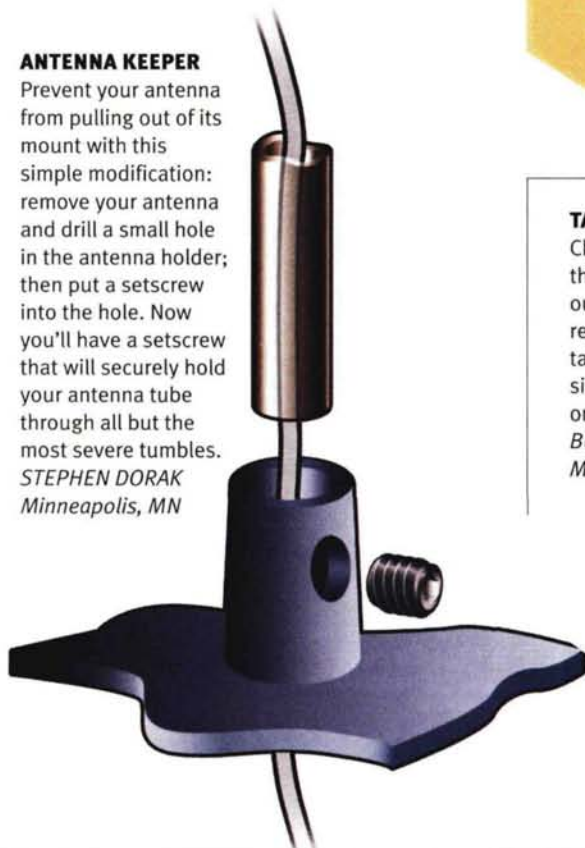 ANTENNA KEEPER
Prevent your antenna
from pulling out of its
mount with this
simple modification:
remove your antenna
and drill a small hole
in the antenna holder;
then put a setscrew
into the hole. Now
you'll have a setscrew
that will securely hold
your antenna tube
through all but the
most severe tumbles.
STEPHEN DORAK
Minneapolis, MN